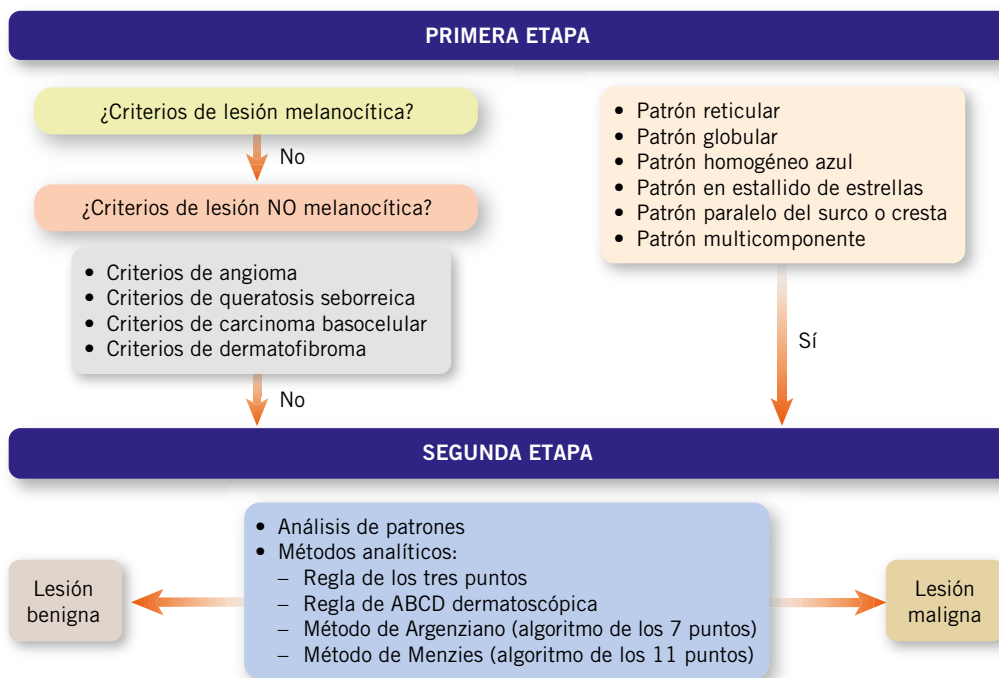 PRIMERA ETAPA
¿Criterios de lesión melanocítica?
No
¿Criterios de lesión NO melanocítica?
• Criterios de angioma
• Criterios de queratosis seborreica
• Criterios de carcinoma basocelular
• Criterios de dermatofibroma
No
• Patrón reticular
• Patrón globular
• Patrón homogéneo azul
• Patrón en estallido de estrellas
• Patrón paralelo del surco o cresta
• Patrón multicomponente
Sí
SEGUNDA ETAPA
• Análisis de patrones
• Métodos analíticos:
– Regla de los tres puntos
– Regla de ABCD dermatoscópica
– Método de Argenziano (algoritmo de los 7 puntos)
– Método de Menzies (algoritmo de los 11 puntos)
Lesión
benigna
Lesión
maligna